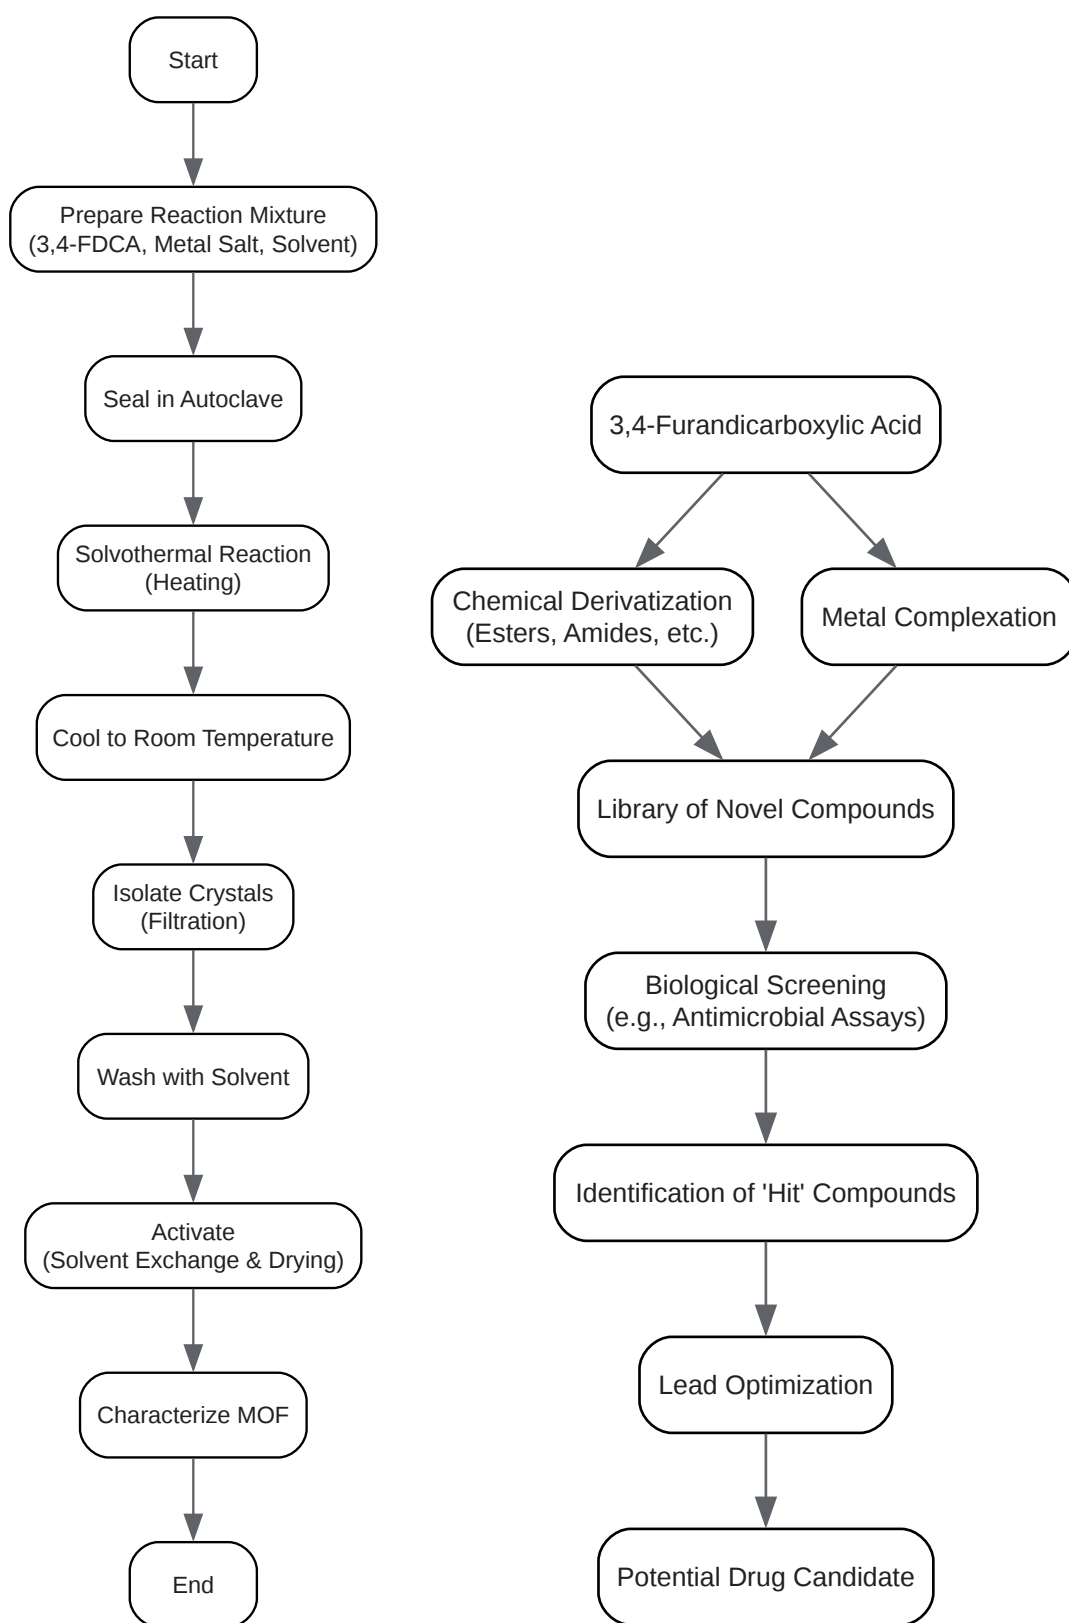 Start
Prepare Reaction Mixture
(3,4-FDCA, Metal Salt, Solvent)
Seal in Autoclave
Solvothermal Reaction
(Heating)
Cool to Room Temperature
Isolate Crystals
(Filtration)
Wash with Solvent
Activate
(Solvent Exchange & Drying)
Characterize MOF
End
3,4-Furandicarboxylic Acid
Chemical Derivatization
(Esters, Amides, etc.)
Metal Complexation
Library of Novel Compounds
Biological Screening
(e.g., Antimicrobial Assays)
Identification of 'Hit' Compounds
Lead Optimization
Potential Drug Candidate